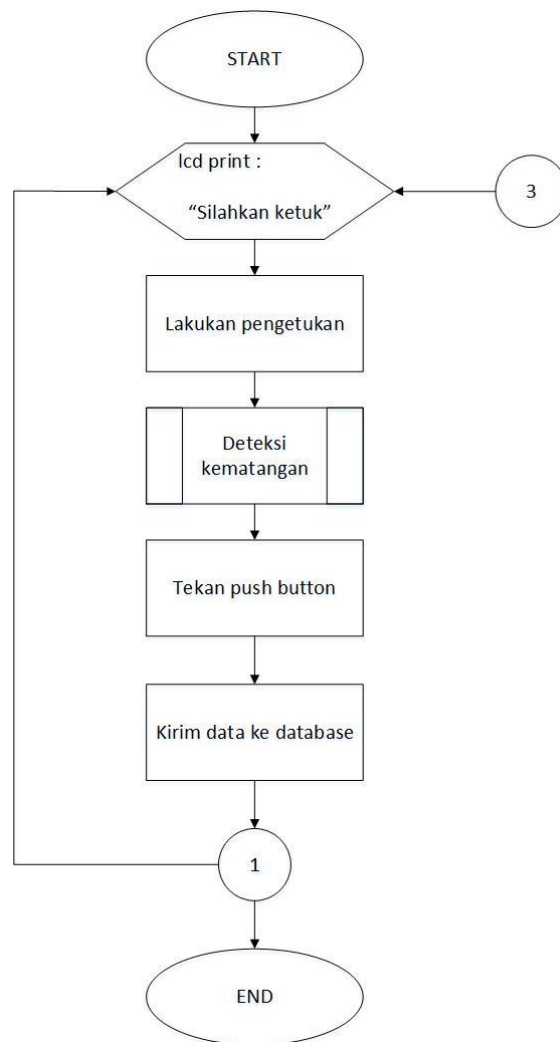 START
lcd print :
“Silahkan ketuk”
3
Lakukan pengetukan
Deteksi
kematangan
Tekan push button
Kirim data ke database
1
END